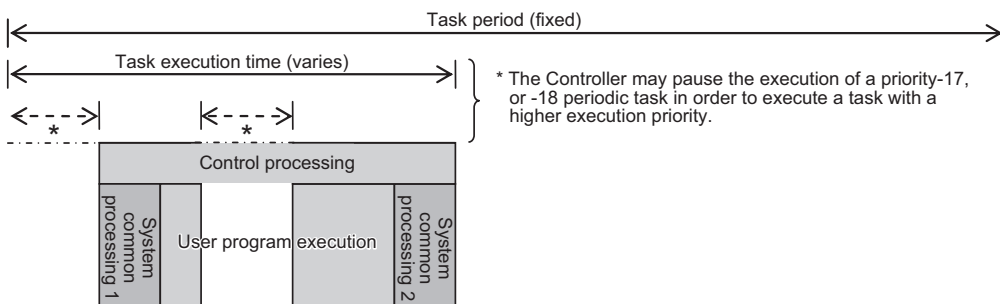 Task period (fixed)
Task execution time (varies)
* The Controller may pause the execution of a priority-17,
or -18 periodic task in order to execute a task with a
higher execution priority.
*
*
Control processing
System
common
processing 1
User program execution
System
common
processing 2